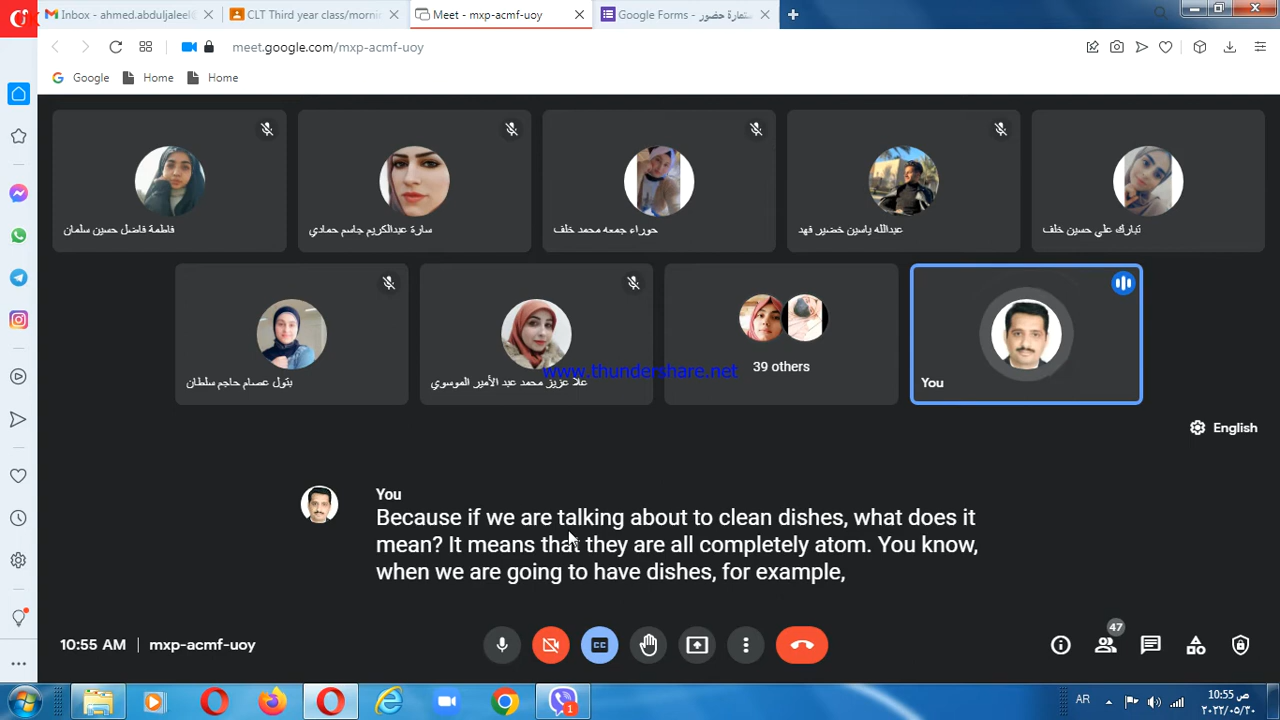 Inbox - ahmed.abduljaleel@
CLT Third year class/mornin
Meet - mxp-acmf-uoy
Google Forms - ستمارة حضور
meet.google.com/mxp-acmf-uoy
Google
Home
Home
فاطمة فاضل حسين سلمان
سارة عبدالكريم جاسم حمادي
حوراء جمعه محمد خلف
عبدالله ياسين خضير فهد
تبارك علي حسين خلف
بتول عصام حاجم سلطان
علا عزيز محمد عبد الأمير الموسوي
39 others
You
www.thundershare.net
English
You
Because if we are talking about to clean dishes, what does it
mean? It means that they are all completely atom. You know,
when we are going to have dishes, for example,
10:55 AM
mxp-acmf-uoy
CC
47
1
AR
10:55 ص
٢٠٢٢/٠٥/٣٠